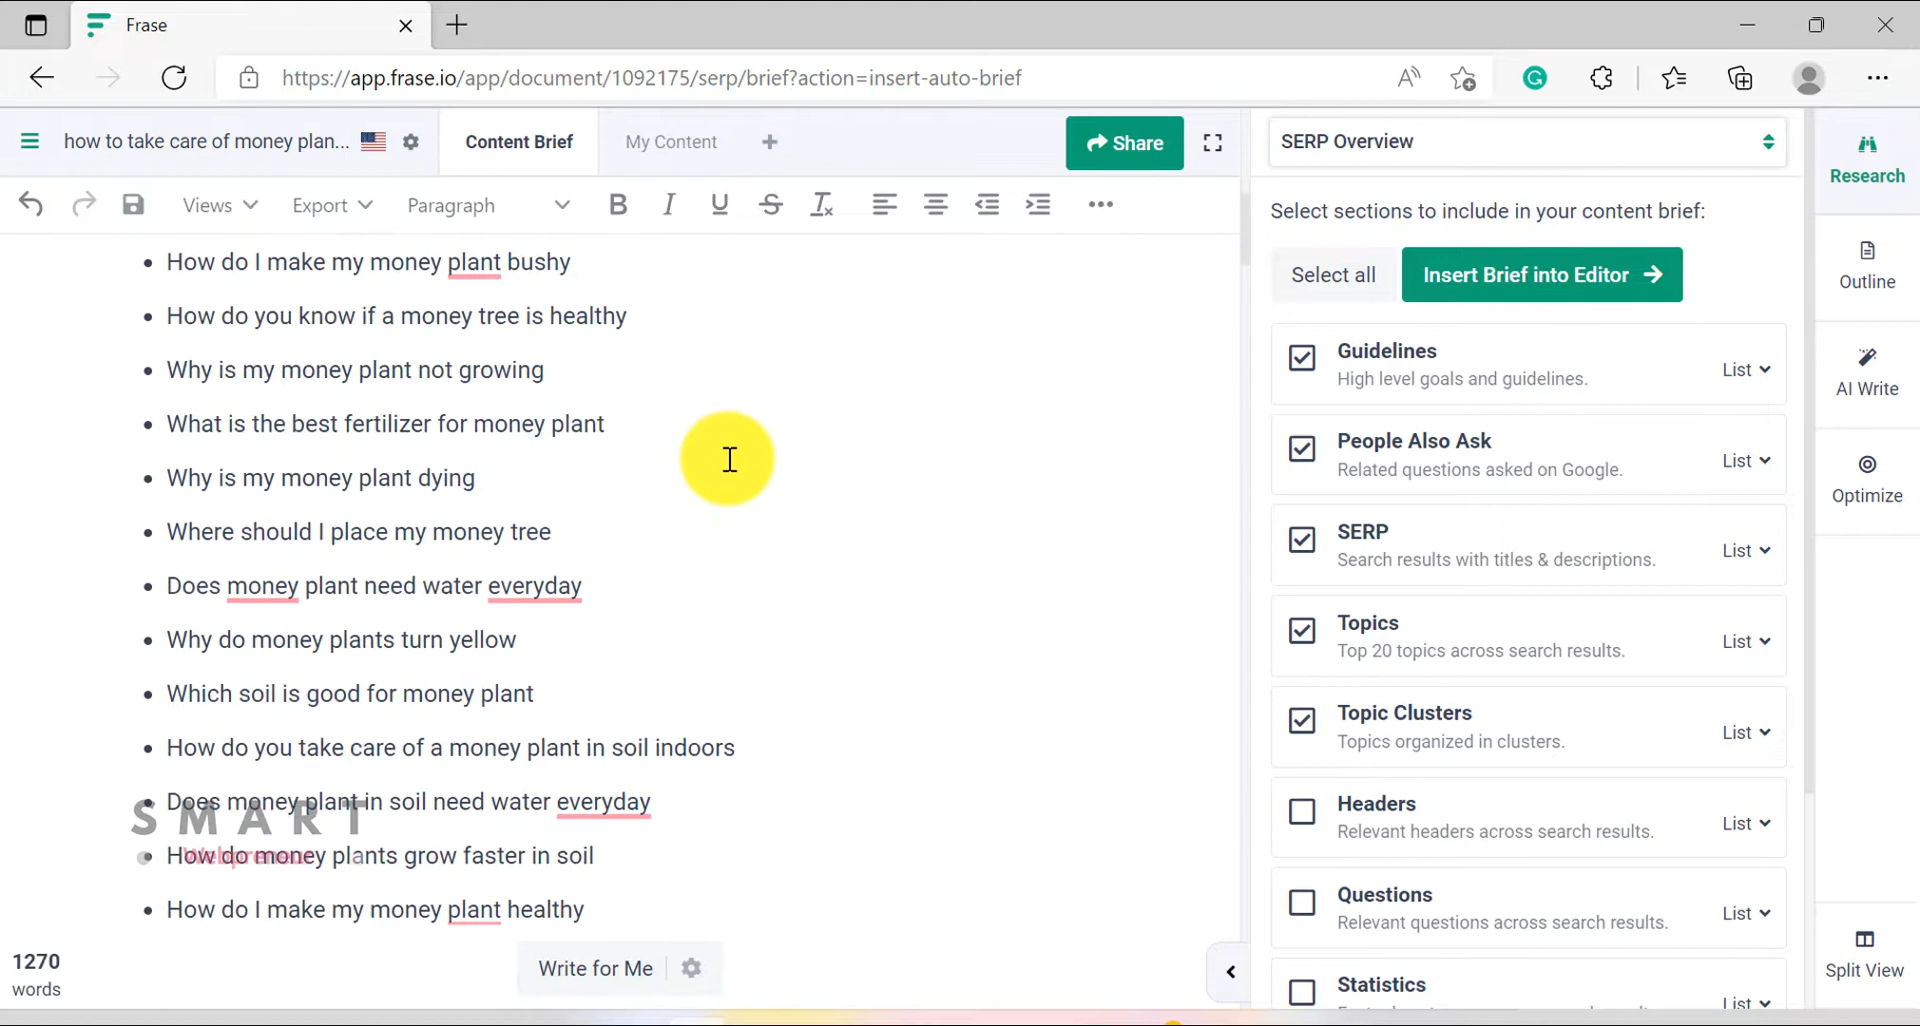 Frase
https://app.frase.io/app/document/1092175/serp/brief?action=insert-auto-brief
how to take care of money plan...
Content Brief
My Content
Share
SERP Overview
Research
Views
Export
Paragraph
B I U S
Select sections to include in your content brief:
Select all
Insert Brief into Editor
Outline
How do I make my money plant bushy
How do you know if a money tree is healthy
Why is my money plant not growing
What is the best fertilizer for money plant
Why is my money plant dying
Where should I place my money tree
Does money plant need water everyday
Why do money plants turn yellow
Which soil is good for money plant
How do you take care of a money plant in soil indoors
Does money plant in soil need water everyday
How do money plants grow faster in soil
How do I make my money plant healthy
SMART
Webpreneur
Guidelines
High level goals and guidelines.
List
People Also Ask
Related questions asked on Google.
List
SERP
Search results with titles & descriptions.
List
Topics
Top 20 topics across search results.
List
Topic Clusters
Topics organized in clusters.
List
Headers
Relevant headers across search results.
List
Questions
Relevant questions across search results.
List
Statistics
List
AI Write
Optimize
Split View
1270
words
Write for Me